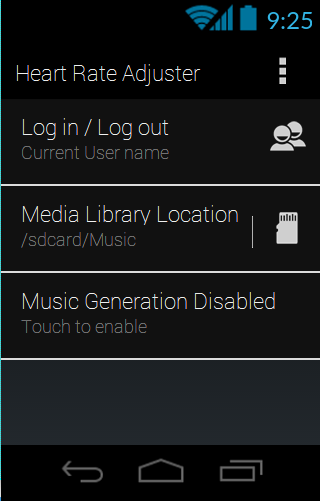 9:25
Heart Rate Adjuster
Log in / Log out
Current User name
Media Library Location
/sdcard/Music
Music Generation Disabled
Touch to enable